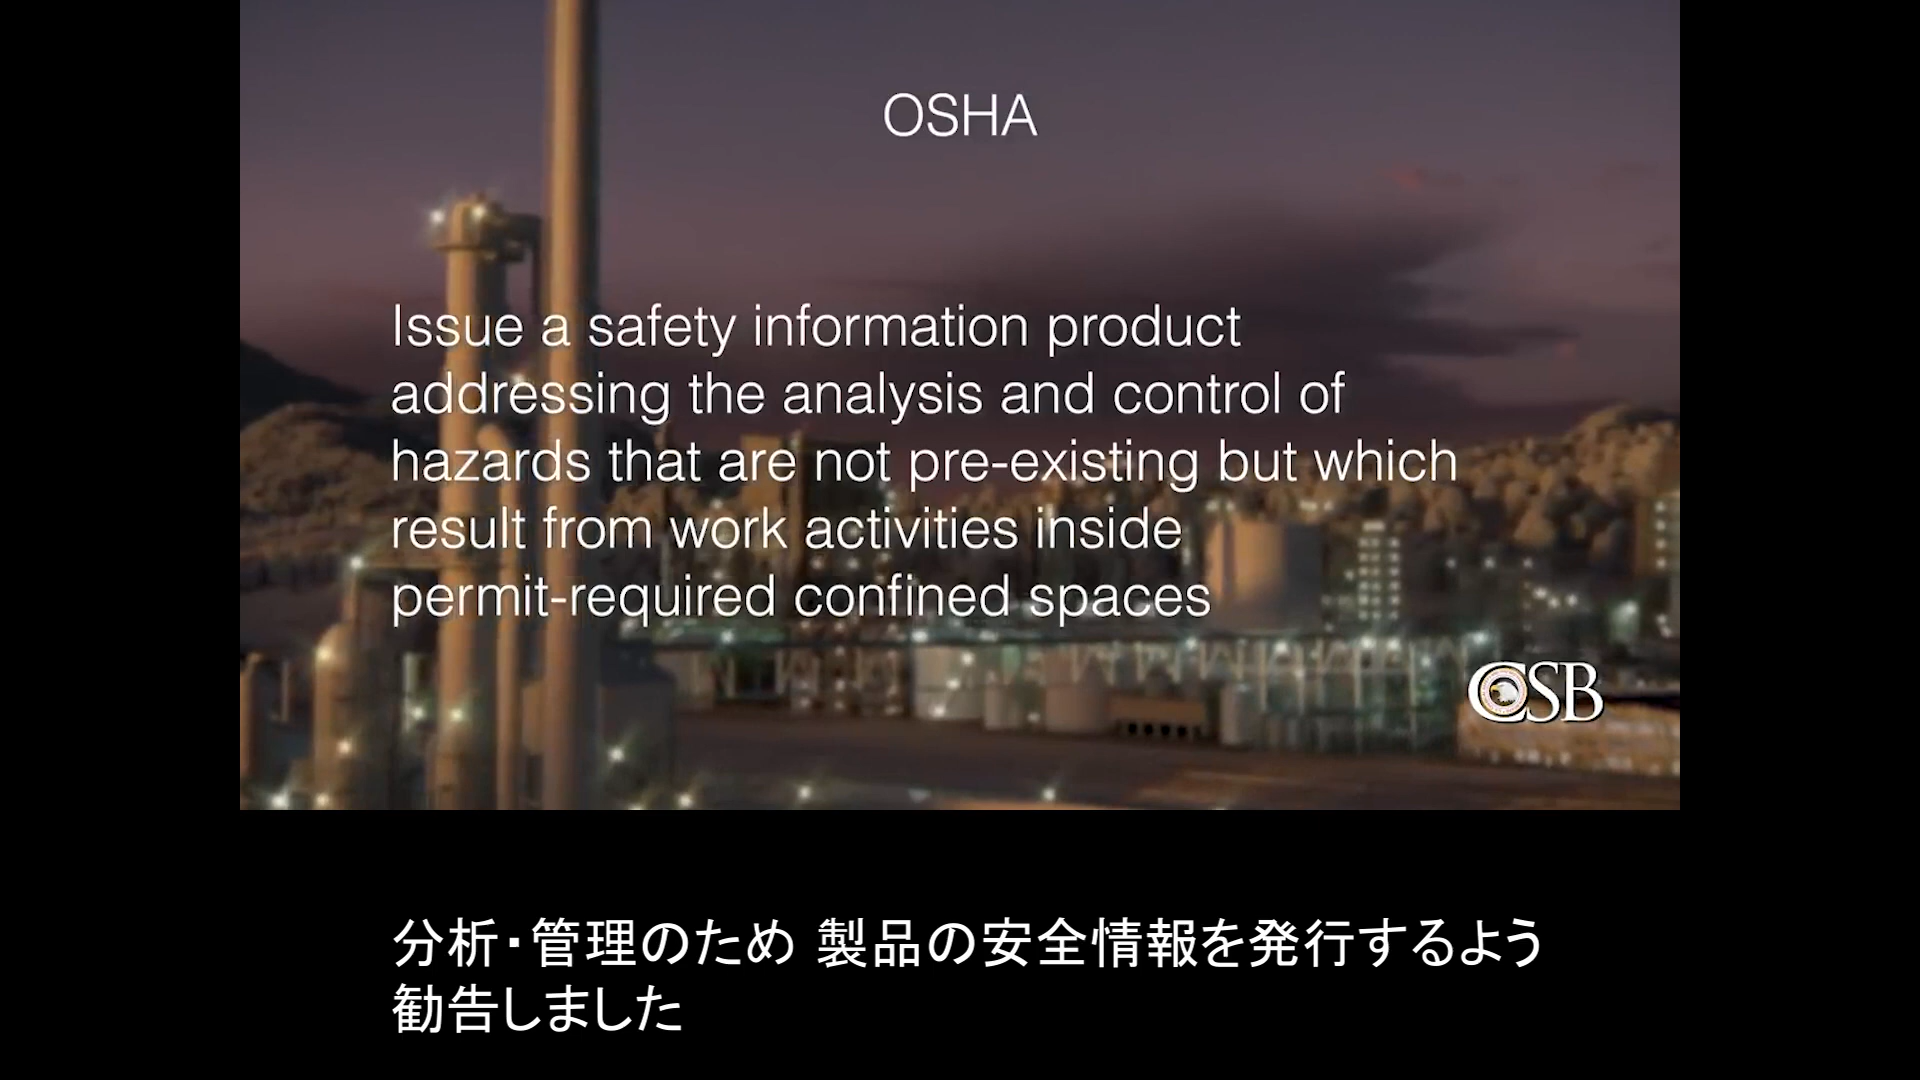 OSHA
Issue a safety information product
addressing the analysis and control of
hazards that are not pre-existing but which
result from work activities inside
permit-required confined spaces
CSB
分析・管理のため 製品の安全情報を発行するよう
勧告しました